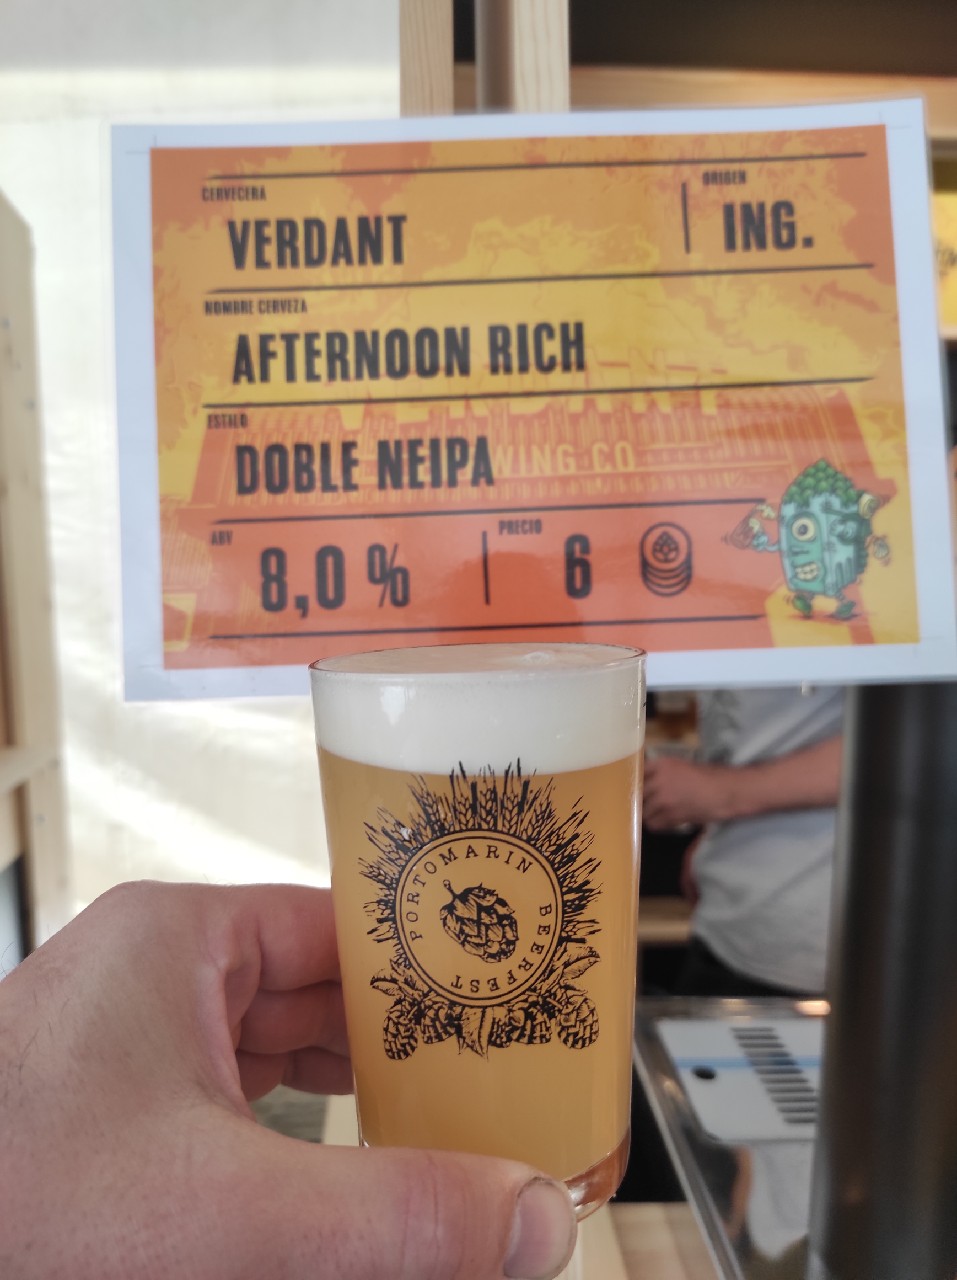 CERVECERA
ORIGEN
VERDANT
ING.
NOMBRE CERVEZA
AFTERNOON RICH
ESTILO
DOBLE NEIPA
WING CO
ABV
PRECIO
8,0 %
6
PORTOMARIN
BEERFEST